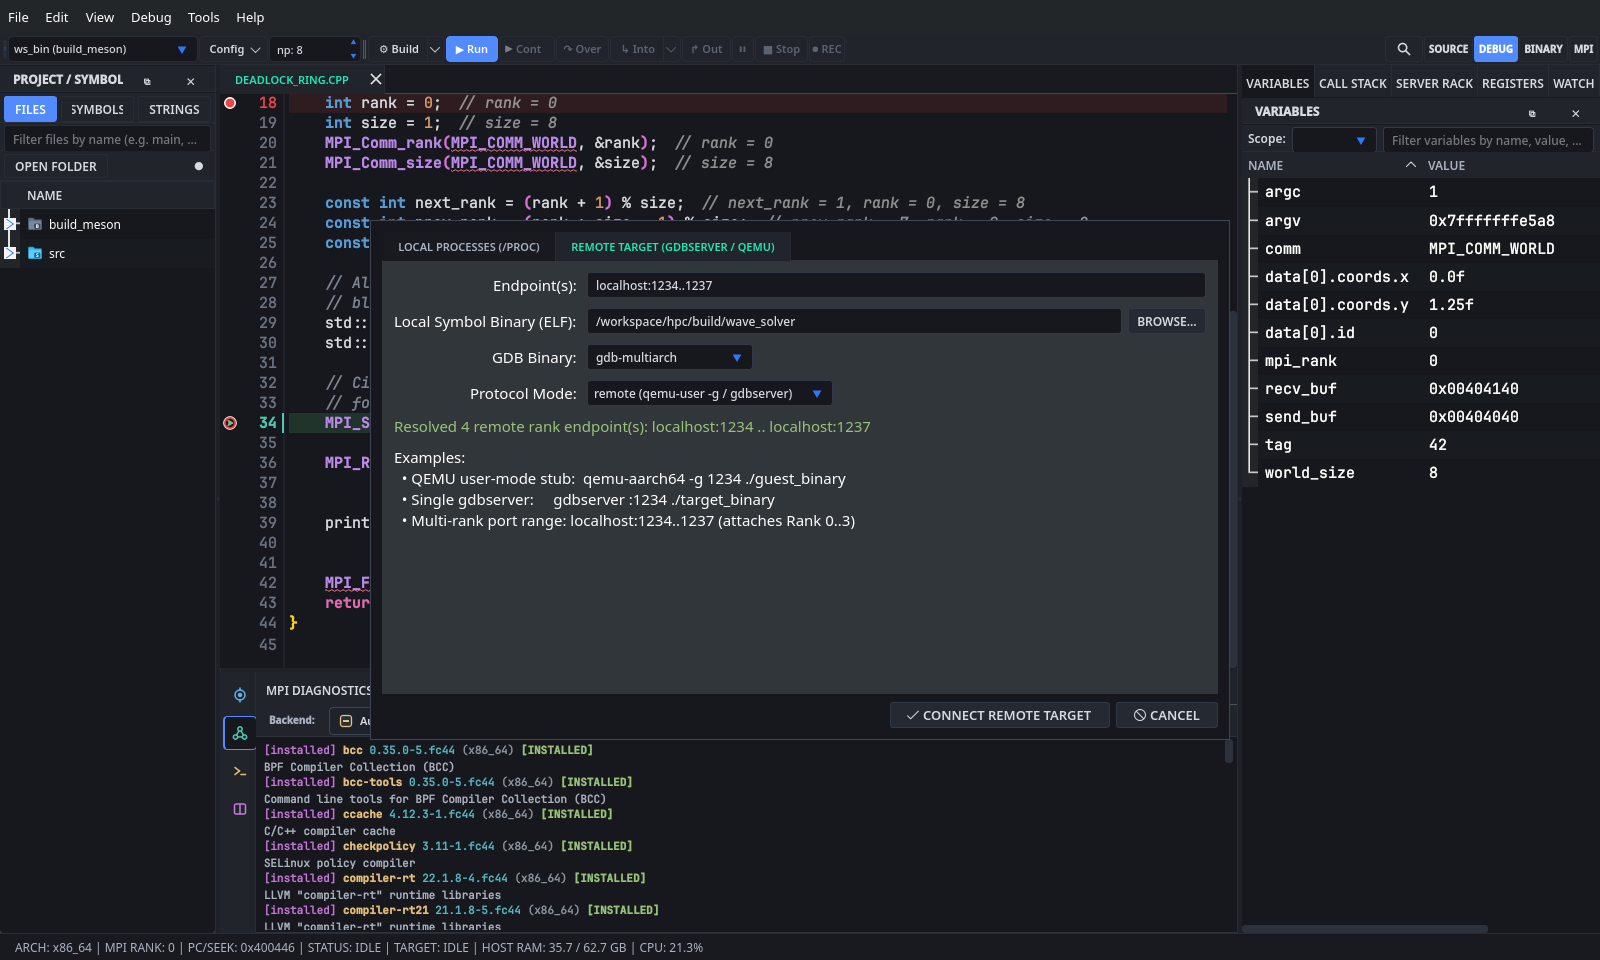 File Edit View Debug Tools Help
ws_bin (build_meson) Config np: 8 Build Run Cont Over Into Out Stop REC SOURCE DEBUG BINARY MPI
PROJECT / SYMBOL
FILES SYMBOLS STRINGS
Filter files by name (e.g. main, ...
OPEN FOLDER
NAME
build_meson
src
DEADLOCK_RING.CPP
18 int rank = 0; // rank = 0
19 int size = 1; // size = 8
20 MPI_Comm_rank(MPI_COMM_WORLD, &rank); // rank = 0
21 MPI_Comm_size(MPI_COMM_WORLD, &size); // size = 8
22
23 const int next_rank = (rank + 1) % size; // next_rank = 1, rank = 0, size = 8
24 const
25 const
26
27 // Al
28 // bl
29 std::
30 std::
31
32 // Ci
33 // fo
34 MPI_S
35
36 MPI_R
37
38
39 print
40
41
42 MPI_F
43 retur
44 }
45
LOCAL PROCESSES (/PROC) REMOTE TARGET (GDBSERVER / QEMU)
Endpoint(s): localhost:1234..1237
Local Symbol Binary (ELF): /workspace/hpc/build/wave_solver BROWSE...
GDB Binary: gdb-multiarch
Protocol Mode: remote (qemu-user -g / gdbserver)
Resolved 4 remote rank endpoint(s): localhost:1234 .. localhost:1237
Examples:
• QEMU user-mode stub: qemu-aarch64 -g 1234 ./guest_binary
• Single gdbserver: gdbserver :1234 ./target_binary
• Multi-rank port range: localhost:1234..1237 (attaches Rank 0..3)
CONNECT REMOTE TARGET CANCEL
MPI DIAGNOSTICS
Backend: Au
[installed] bcc 0.35.0-5.fc44 (x86_64) [INSTALLED]
BPF Compiler Collection (BCC)
[installed] bcc-tools 0.35.0-5.fc44 (x86_64) [INSTALLED]
Command line tools for BPF Compiler Collection (BCC)
[installed] ccache 4.12.3-1.fc44 (x86_64) [INSTALLED]
C/C++ compiler cache
[installed] checkpolicy 3.11-1.fc44 (x86_64) [INSTALLED]
SELinux policy compiler
[installed] compiler-rt 22.1.8-4.fc44 (x86_64) [INSTALLED]
LLVM "compiler-rt" runtime libraries
[installed] compiler-rt21 21.1.8-5.fc44 (x86_64) [INSTALLED]
LLVM "compiler-rt" runtime libraries
VARIABLES CALL STACK SERVER RACK REGISTERS WATCH
VARIABLES
Scope: Filter variables by name, value, ...
NAME VALUE
argc 1
argv 0x7fffffffe5a8
comm MPI_COMM_WORLD
data[0].coords.x 0.0f
data[0].coords.y 1.25f
data[0].id 0
mpi_rank 0
recv_buf 0x00404140
send_buf 0x00404040
tag 42
world_size 8
ARCH: x86_64 | MPI RANK: 0 | PC/SEEK: 0x400446 | STATUS: IDLE | TARGET: IDLE | HOST RAM: 35.7 / 62.7 GB | CPU: 21.3%